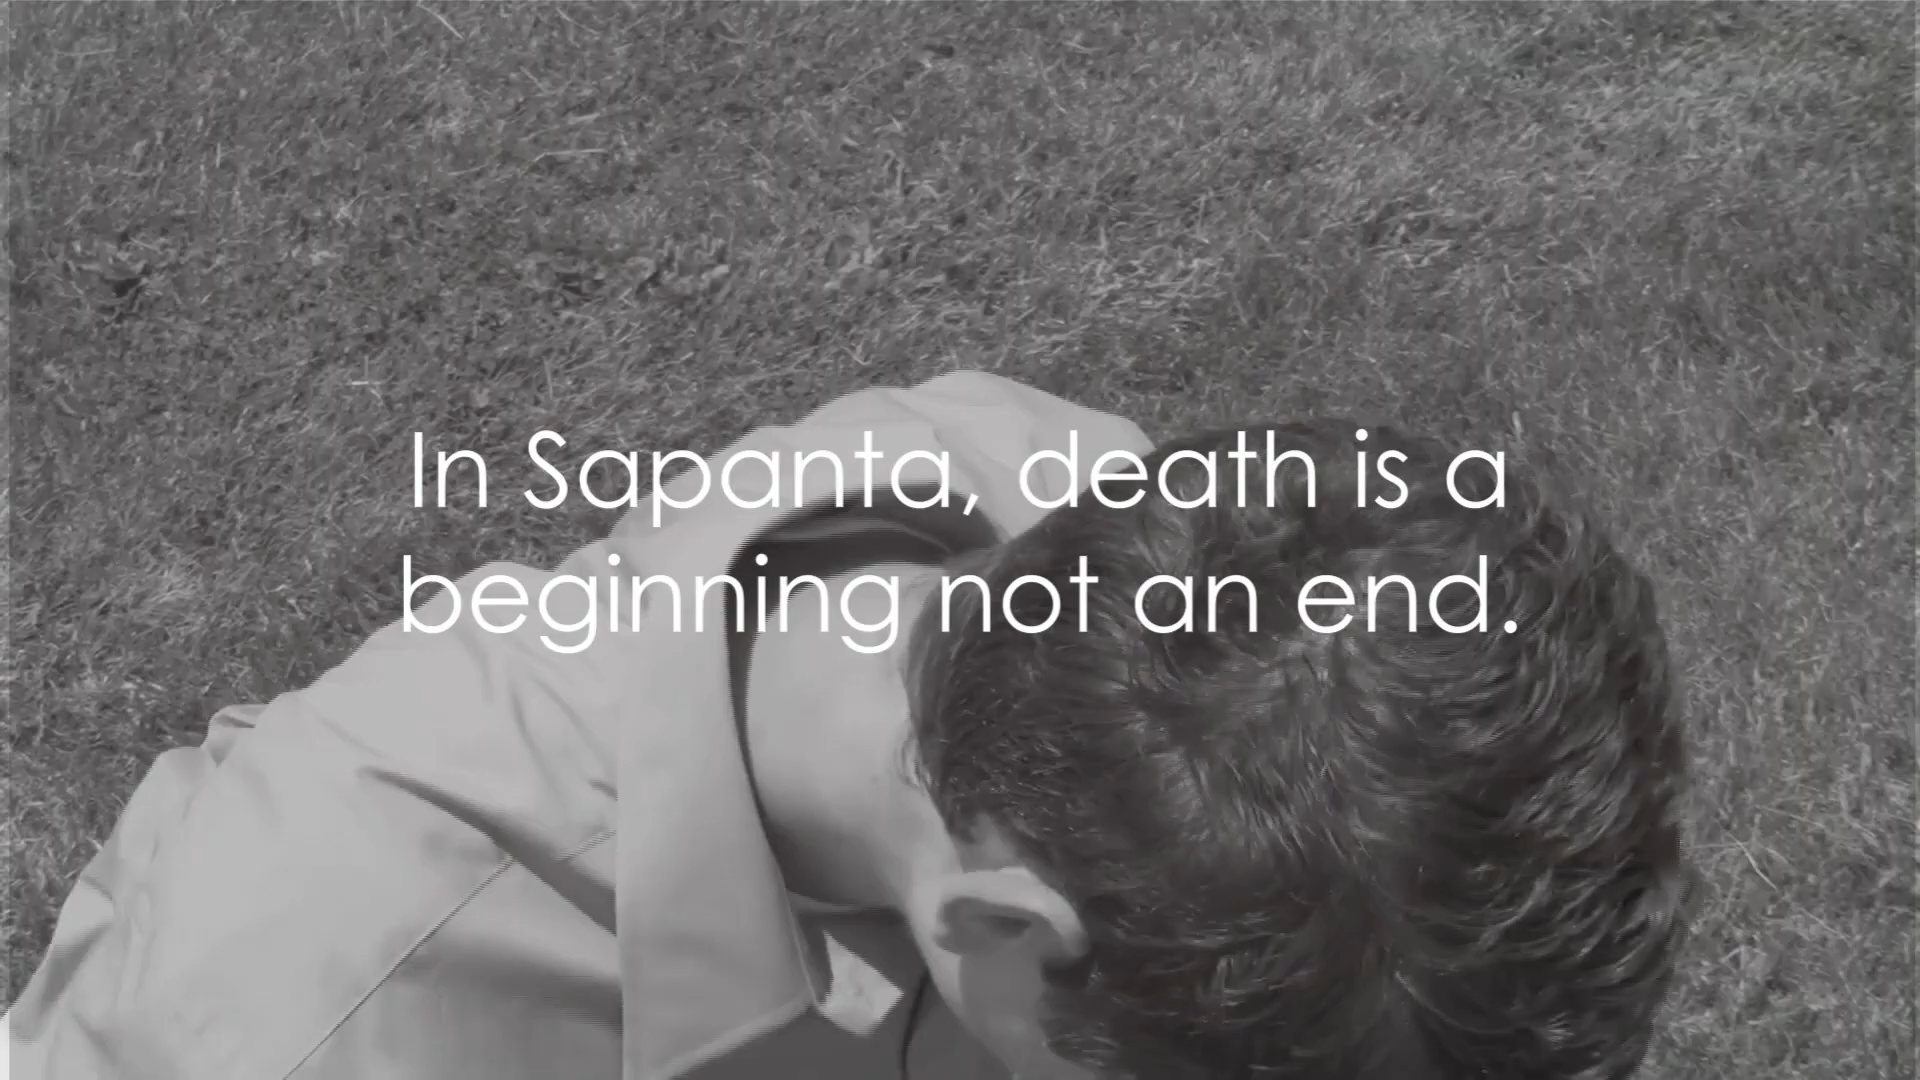 In Sapanta, death is a
beginning not an end.